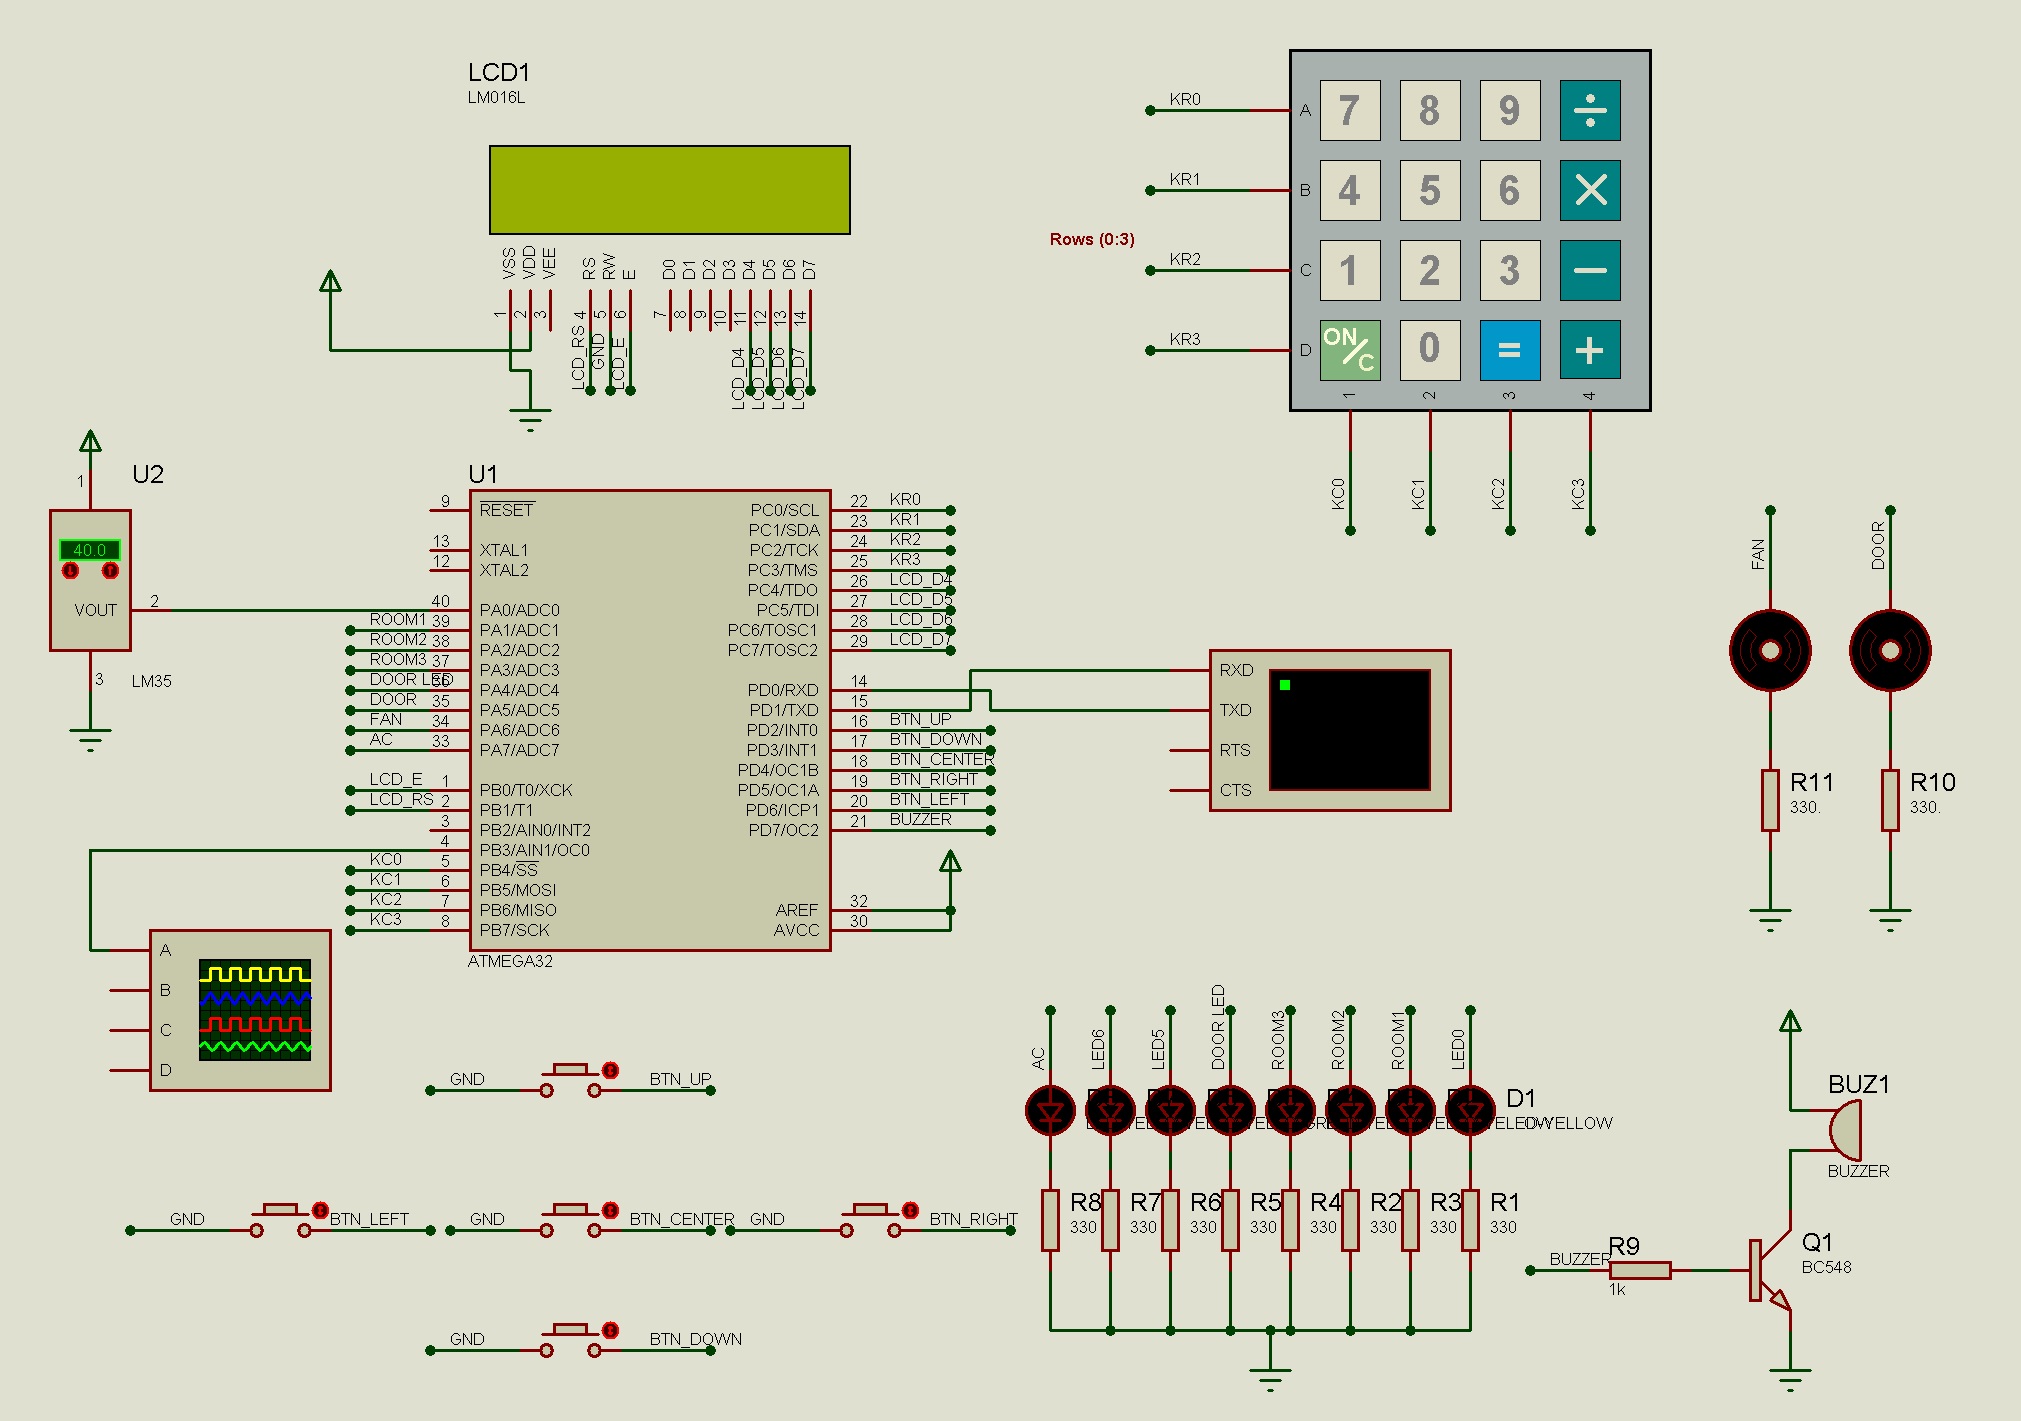 LCD1
LM016L
VSS
VDD
VEE
RS
RW
E
D0
D1
D2
D3
D4
D5
D6
D7
1
2
3
4
5
6
7
8
9
10
11
12
13
14
LCD_RS
GND
LCD_E
LCD_D4
LCD_D5
LCD_D6
LCD_D7
KR0
KR1
Rows (0:3)
KR2
KR3
A 7 8 9 ÷
B 4 5 6 ×
C 1 2 3 −
D ON/C 0 = +
1 2 3 4
KC0
KC1
KC2
KC3
U2
1
40.0
VOUT 2
3
LM35
U1
9 RESET
13 XTAL1
12 XTAL2
40 PA0/ADC0
ROOM1 39 PA1/ADC1
ROOM2 38 PA2/ADC2
ROOM3 37 PA3/ADC3
DOOR LED 36 PA4/ADC4
DOOR 35 PA5/ADC5
FAN 34 PA6/ADC6
AC 33 PA7/ADC7
LCD_E 1 PB0/T0/XCK
LCD_RS 2 PB1/T1
3 PB2/AIN0/INT2
4 PB3/AIN1/OC0
KC0 5 PB4/SS
KC1 6 PB5/MOSI
KC2 7 PB6/MISO
KC3 8 PB7/SCK
PC0/SCL 22 KR0
PC1/SDA 23 KR1
PC2/TCK 24 KR2
PC3/TMS 25 KR3
PC4/TDO 26 LCD_D4
PC5/TDI 27 LCD_D5
PC6/TOSC1 28 LCD_D6
PC7/TOSC2 29 LCD_D7
PD0/RXD 14
PD1/TXD 15
PD2/INT0 16 BTN_UP
PD3/INT1 17 BTN_DOWN
PD4/OC1B 18 BTN_CENTER
PD5/OC1A 19 BTN_RIGHT
PD6/ICP1 20 BTN_LEFT
PD7/OC2 21 BUZZER
AREF 32
AVCC 30
ATMEGA32
RXD
TXD
RTS
CTS
FAN
DOOR
R11
330.
R10
330.
A
B
C
D
GND BTN_UP
GND BTN_LEFT
GND BTN_CENTER
GND BTN_RIGHT
GND BTN_DOWN
AC
LED6
LED5
DOOR LED
ROOM3
ROOM2
ROOM1
LED0
D1
LED-YELLOW
R8
330
R7
330
R6
330
R5
330
R4
330
R2
330
R3
330
R1
330
BUZ1
BUZZER
BUZZER
R9
1k
Q1
BC548